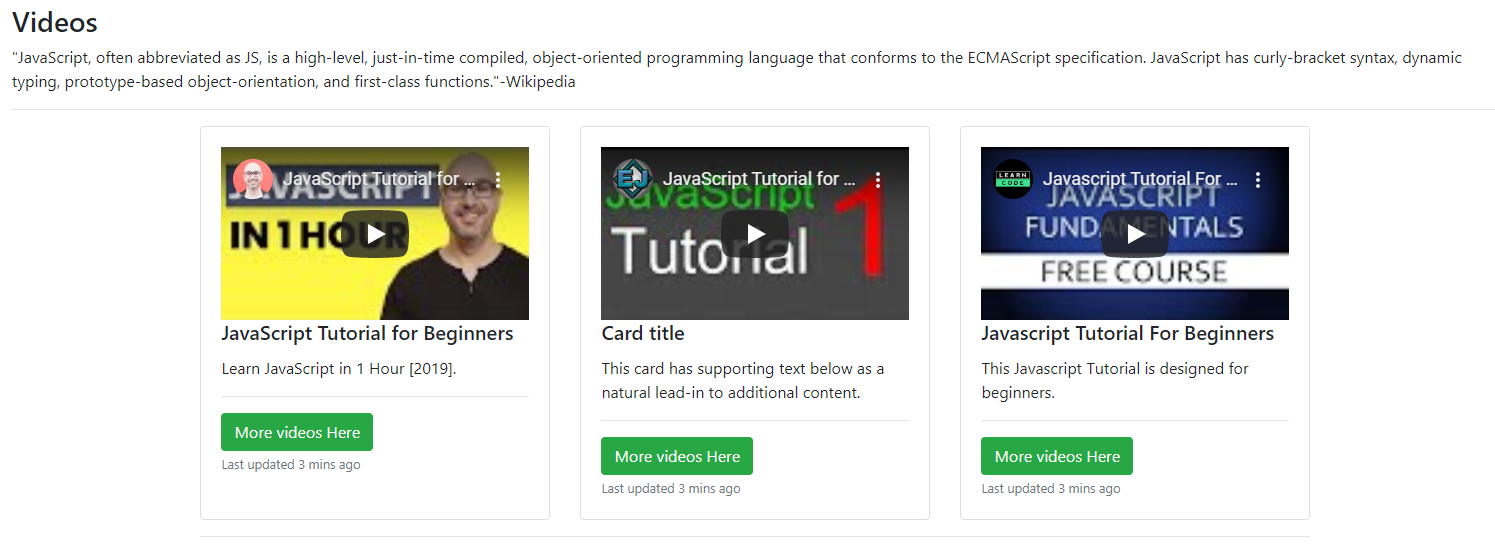 Videos
"JavaScript, often abbreviated as JS, is a high-level, just-in-time compiled, object-oriented programming language that conforms to the ECMAScript specification. JavaScript has curly-bracket syntax, dynamic
typing, prototype-based object-orientation, and first-class functions."-Wikipedia
JavaScript Tutorial for ...
JAVASCRIPT
IN 1 HOUR
JavaScript Tutorial for Beginners
Learn JavaScript in 1 Hour [2019].
More videos Here
Last updated 3 mins ago
EJ
JavaScript Tutorial for ...
JavaScript
Tutorial 1
Card title
This card has supporting text below as a
natural lead-in to additional content.
More videos Here
Last updated 3 mins ago
LEARN
CODE
Javascript Tutorial For ...
JAVASCRIPT
FUNDAMENTALS
FREE COURSE
Javascript Tutorial For Beginners
This Javascript Tutorial is designed for
beginners.
More videos Here
Last updated 3 mins ago